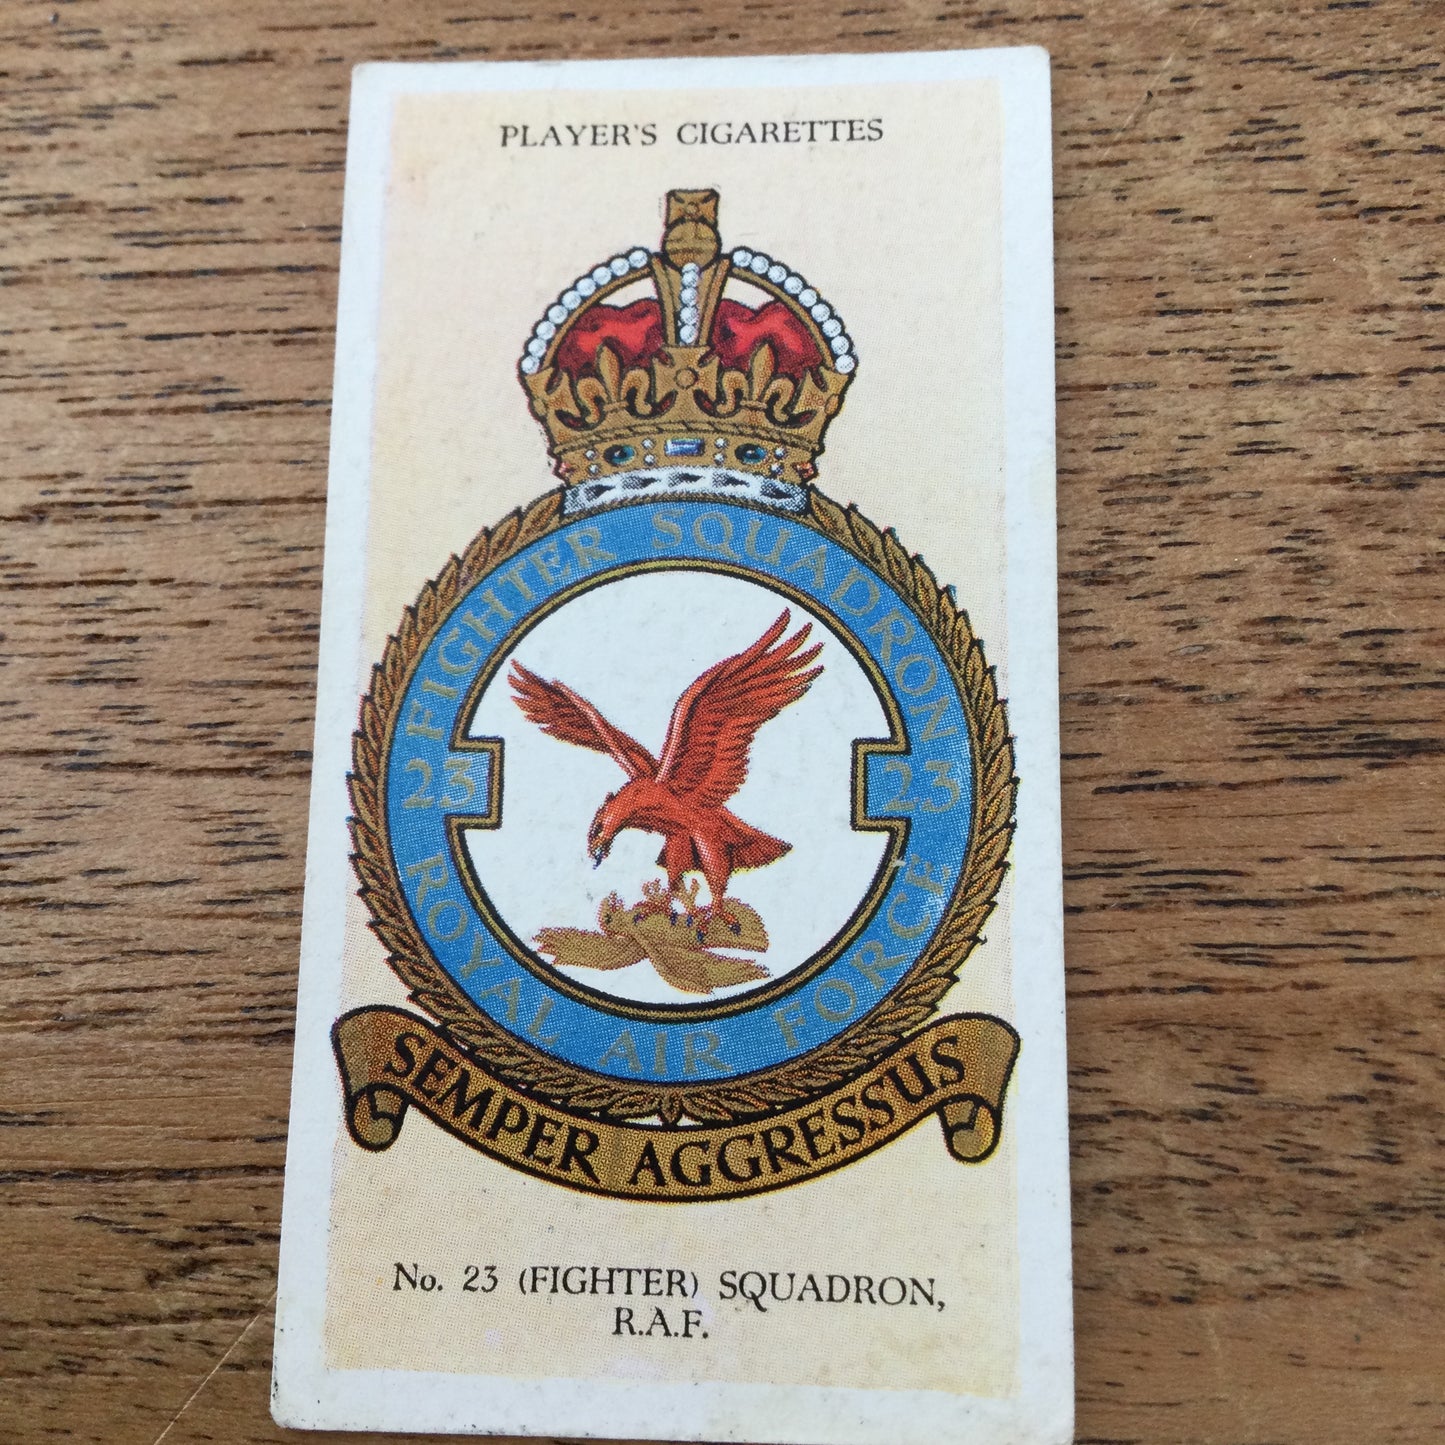 PLAYER'S CIGARETTES
FIGHTER SQUADRON
23 23
ROYAL AIR FORCE
SEMPER AGGRESSUS
No. 23 (FIGHTER) SQUADRON,
R.A.F.